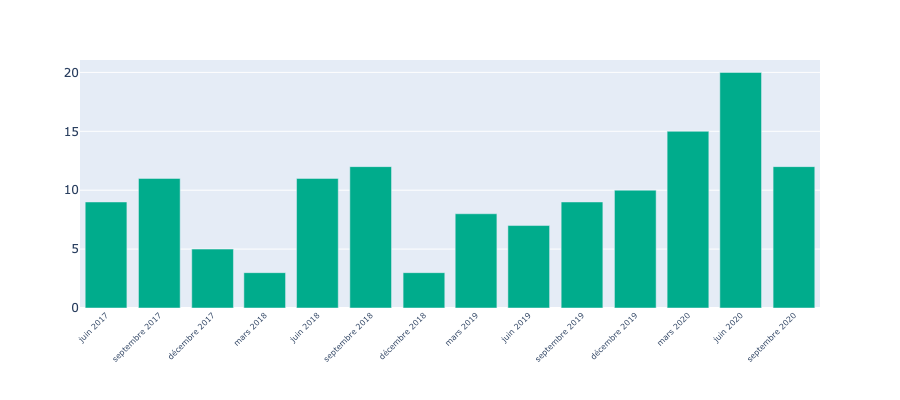 20
15
10
5
0
juin 2017
septembre 2017
décembre 2017
mars 2018
juin 2018
septembre 2018
décembre 2018
mars 2019
juin 2019
septembre 2019
décembre 2019
mars 2020
juin 2020
septembre 2020